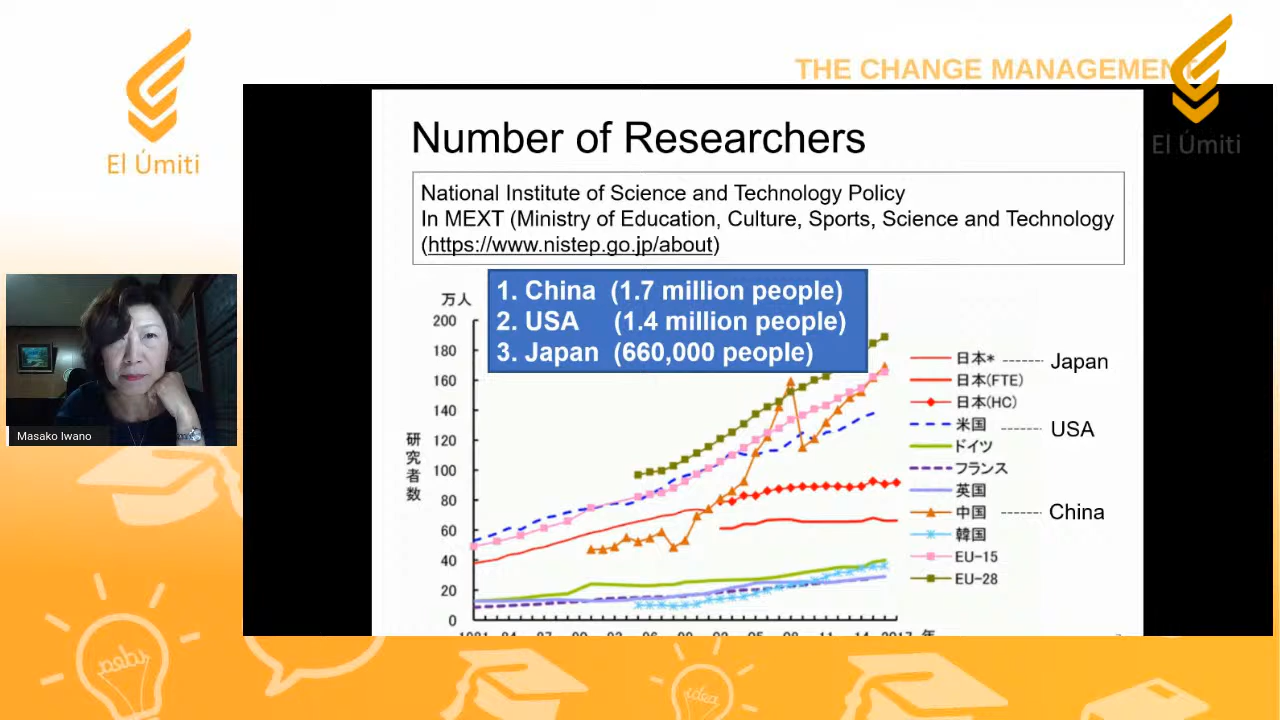 THE CHANGE MANAGEMENT
El Úmiti
El Úmiti
Number of Researchers
National Institute of Science and Technology Policy
In MEXT (Ministry of Education, Culture, Sports, Science and Technology
(https://www.nistep.go.jp/about)
1. China (1.7 million people)
2. USA (1.4 million people)
3. Japan (660,000 people)
万人
200
180
160
140
120
100
80
60
40
20
0
研究者数
日本* Japan
日本(FTE)
日本(HC)
米国 USA
ドイツ
フランス
英国
中国 China
韓国
EU-15
EU-28
Masako Iwano
idea
idea